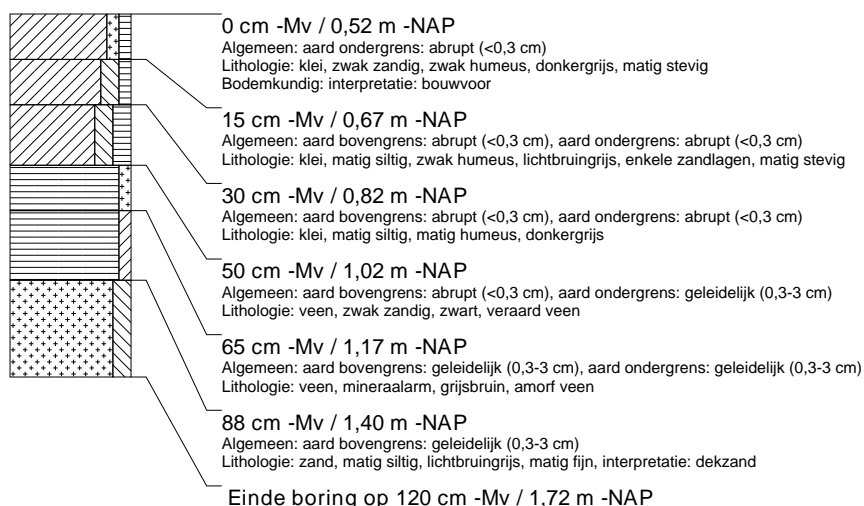 0 cm -Mv / 0,52 m -NAP
Algemeen: aard ondergrens: abrupt (<0,3 cm)
Lithologie: klei, zwak zandig, zwak humeus, donkergrijs, matig stevig
Bodemkundig: interpretatie: bouwvoor
15 cm -Mv / 0,67 m -NAP
Algemeen: aard bovengrens: abrupt (<0,3 cm), aard ondergrens: abrupt (<0,3 cm)
Lithologie: klei, matig siltig, zwak humeus, lichtbruingrijs, enkele zandlagen, matig stevig
30 cm -Mv / 0,82 m -NAP
Algemeen: aard bovengrens: abrupt (<0,3 cm), aard ondergrens: abrupt (<0,3 cm)
Lithologie: klei, matig siltig, matig humeus, donkergrijs
50 cm -Mv / 1,02 m -NAP
Algemeen: aard bovengrens: abrupt (<0,3 cm), aard ondergrens: geleidelijk (0,3-3 cm)
Lithologie: veen, zwak zandig, zwart, veraard veen
65 cm -Mv / 1,17 m -NAP
Algemeen: aard bovengrens: geleidelijk (0,3-3 cm), aard ondergrens: geleidelijk (0,3-3 cm)
Lithologie: veen, mineraalarm, grijsbruin, amorf veen
88 cm -Mv / 1,40 m -NAP
Algemeen: aard bovengrens: geleidelijk (0,3-3 cm)
Lithologie: zand, matig siltig, lichtbruingrijs, matig fijn, interpretatie: dekzand
Einde boring op 120 cm -Mv / 1,72 m -NAP